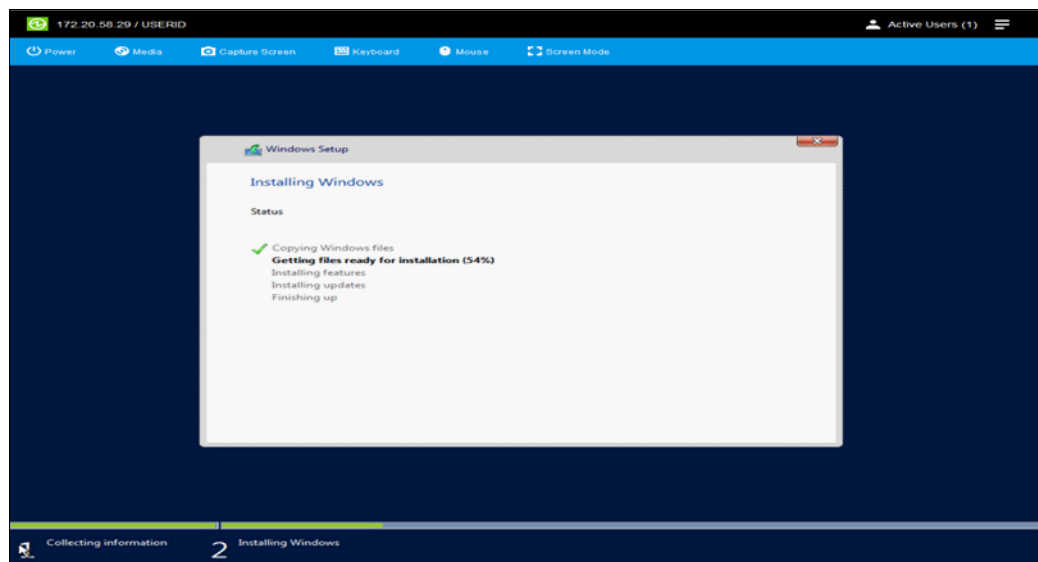 172.20.58.29 / USERID
Active Users (1)
Power Media Capture Screen Keyboard Mouse Screen Mode
Windows Setup
Installing Windows
Status
Copying Windows files
Getting files ready for installation (54%)
Installing features
Installing updates
Finishing up
Collecting information
2 Installing Windows